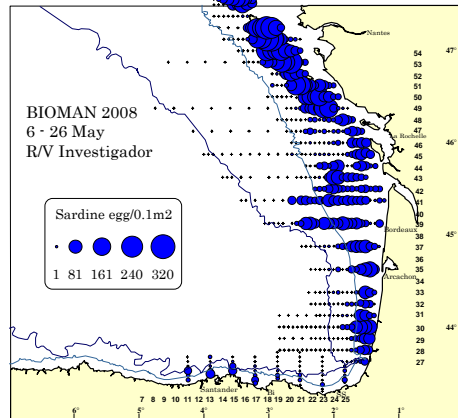 Nantes
47°
54
53
52
51
50
49
48
47
46
45
44
43
42
41
40
39
38
37
36
35
34
33
32
31
30
29
28
27
La Rochelle
46°
Bordeaux
45°
Arcachon
44°
BIOMAN 2008
6 - 26 May
R/V Investigador
Sardine egg/0.1m2
1 81 161 240 320
Santander
Bi
SS
7 8 9 10 11 12 13 14 15 16 17 18 19 20 21 22 23 24 25
6° 5° 4° 3° 2° 1°